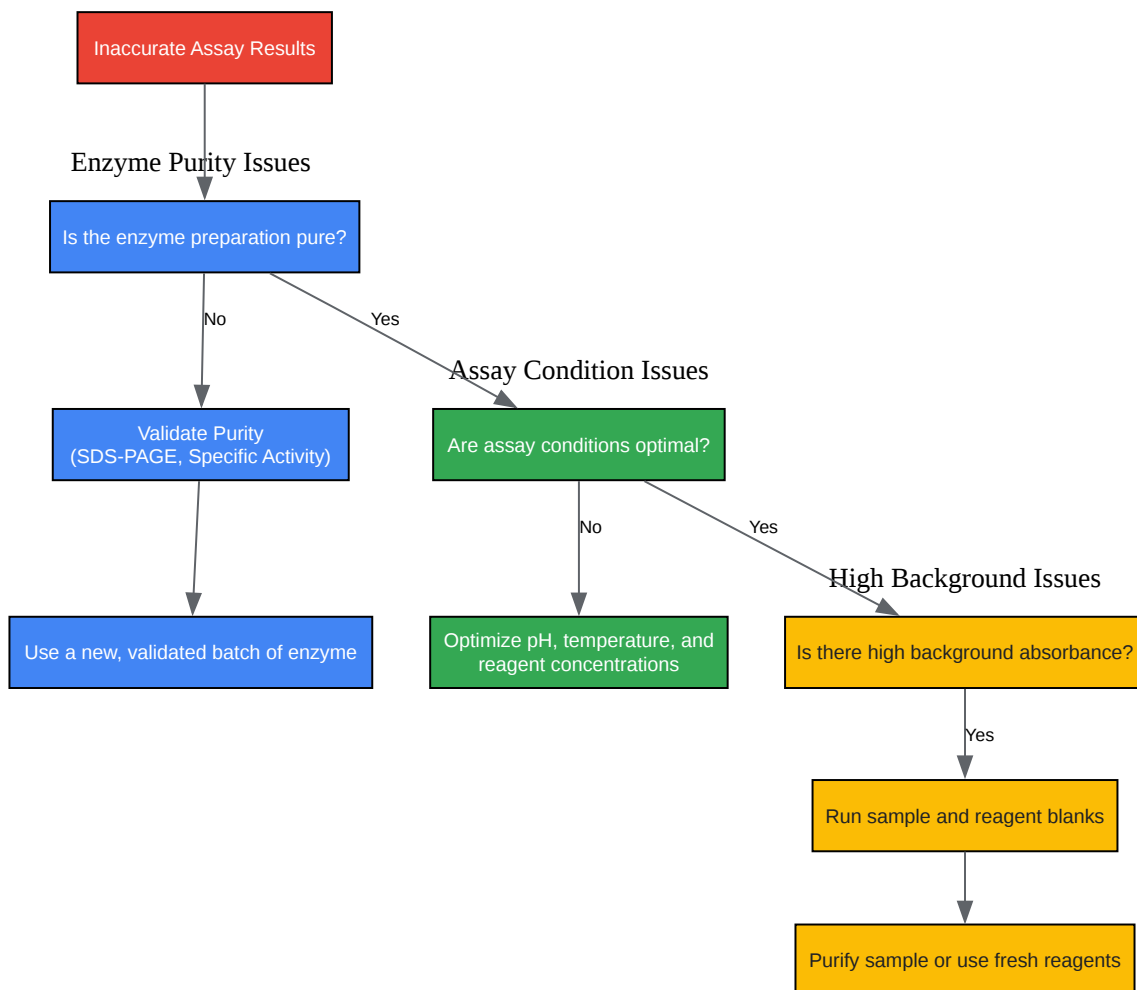 Inaccurate Assay Results
Enzyme Purity Issues
Is the enzyme preparation pure?
No
Yes
Assay Condition Issues
Validate Purity
(SDS-PAGE, Specific Activity)
Are assay conditions optimal?
No
Yes
High Background Issues
Use a new, validated batch of enzyme
Optimize pH, temperature, and
reagent concentrations
Is there high background absorbance?
Yes
Run sample and reagent blanks
Purify sample or use fresh reagents